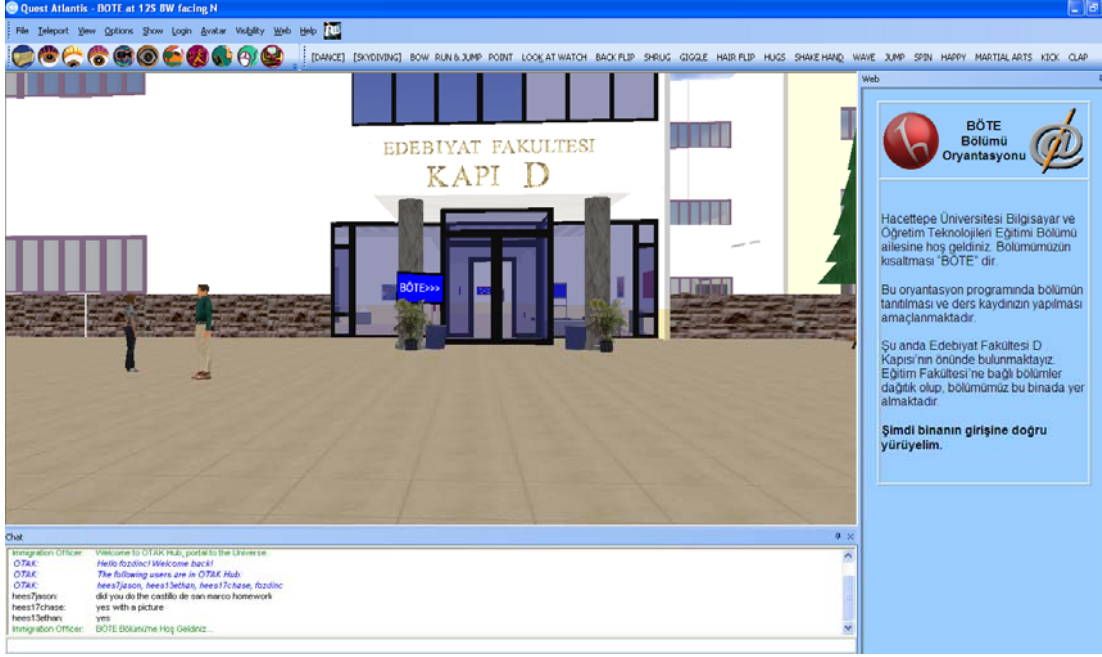 Quest Atlantis - BOTE at 12S 8W facing N
File Teleport View Options Show Login Avatar Visibility Web Help
[DANCE] [SKYDIVING] BOW RUN & JUMP POINT LOOK AT WATCH BACK FLIP SHRUG GIGGLE HAIR FLIP HUGS SHAKE HAND WAVE JUMP SPIN HAPPY MARTIAL ARTS KICK CLAP
EDEBIYAT FAKULTESI
KAPI D
BÖTE>>>
Web
BÖTE
Bölümü
Oryantasyonu
Hacettepe Üniversitesi Bilgisayar ve
Öğretim Teknolojileri Eğitimi Bölümü
ailesine hoş geldiniz. Bölümümüzün
kısaltması "BÖTE" dir.
Bu oryantasyon programında bölümün
tanıtılması ve ders kaydınızın yapılması
amaçlanmaktadır.
Şu anda Edebiyat Fakültesi D
Kapısı'nın önünde bulunmaktayız.
Eğitim Fakültesi'ne bağlı bölümler
dağıtık olup, bölümümüz bu binada yer
almaktadır.
Şimdi binanın girişine doğru
yürüyelim.
Chat
Immigration Officer: Welcome to OTAK Hub, portal to the Universe.
OTAK: Hello fozdinc! Welcome back!
OTAK: The following users are in OTAK Hub:
OTAK: hees7jason, hees13ethan, hees17chase, fozdinc
hees7jason: did you do the castillo de san marco homework
hees17chase: yes with a picture
hees13ethan: yes
Immigration Officer: BÖTE Bölümü'ne Hoş Geldiniz...